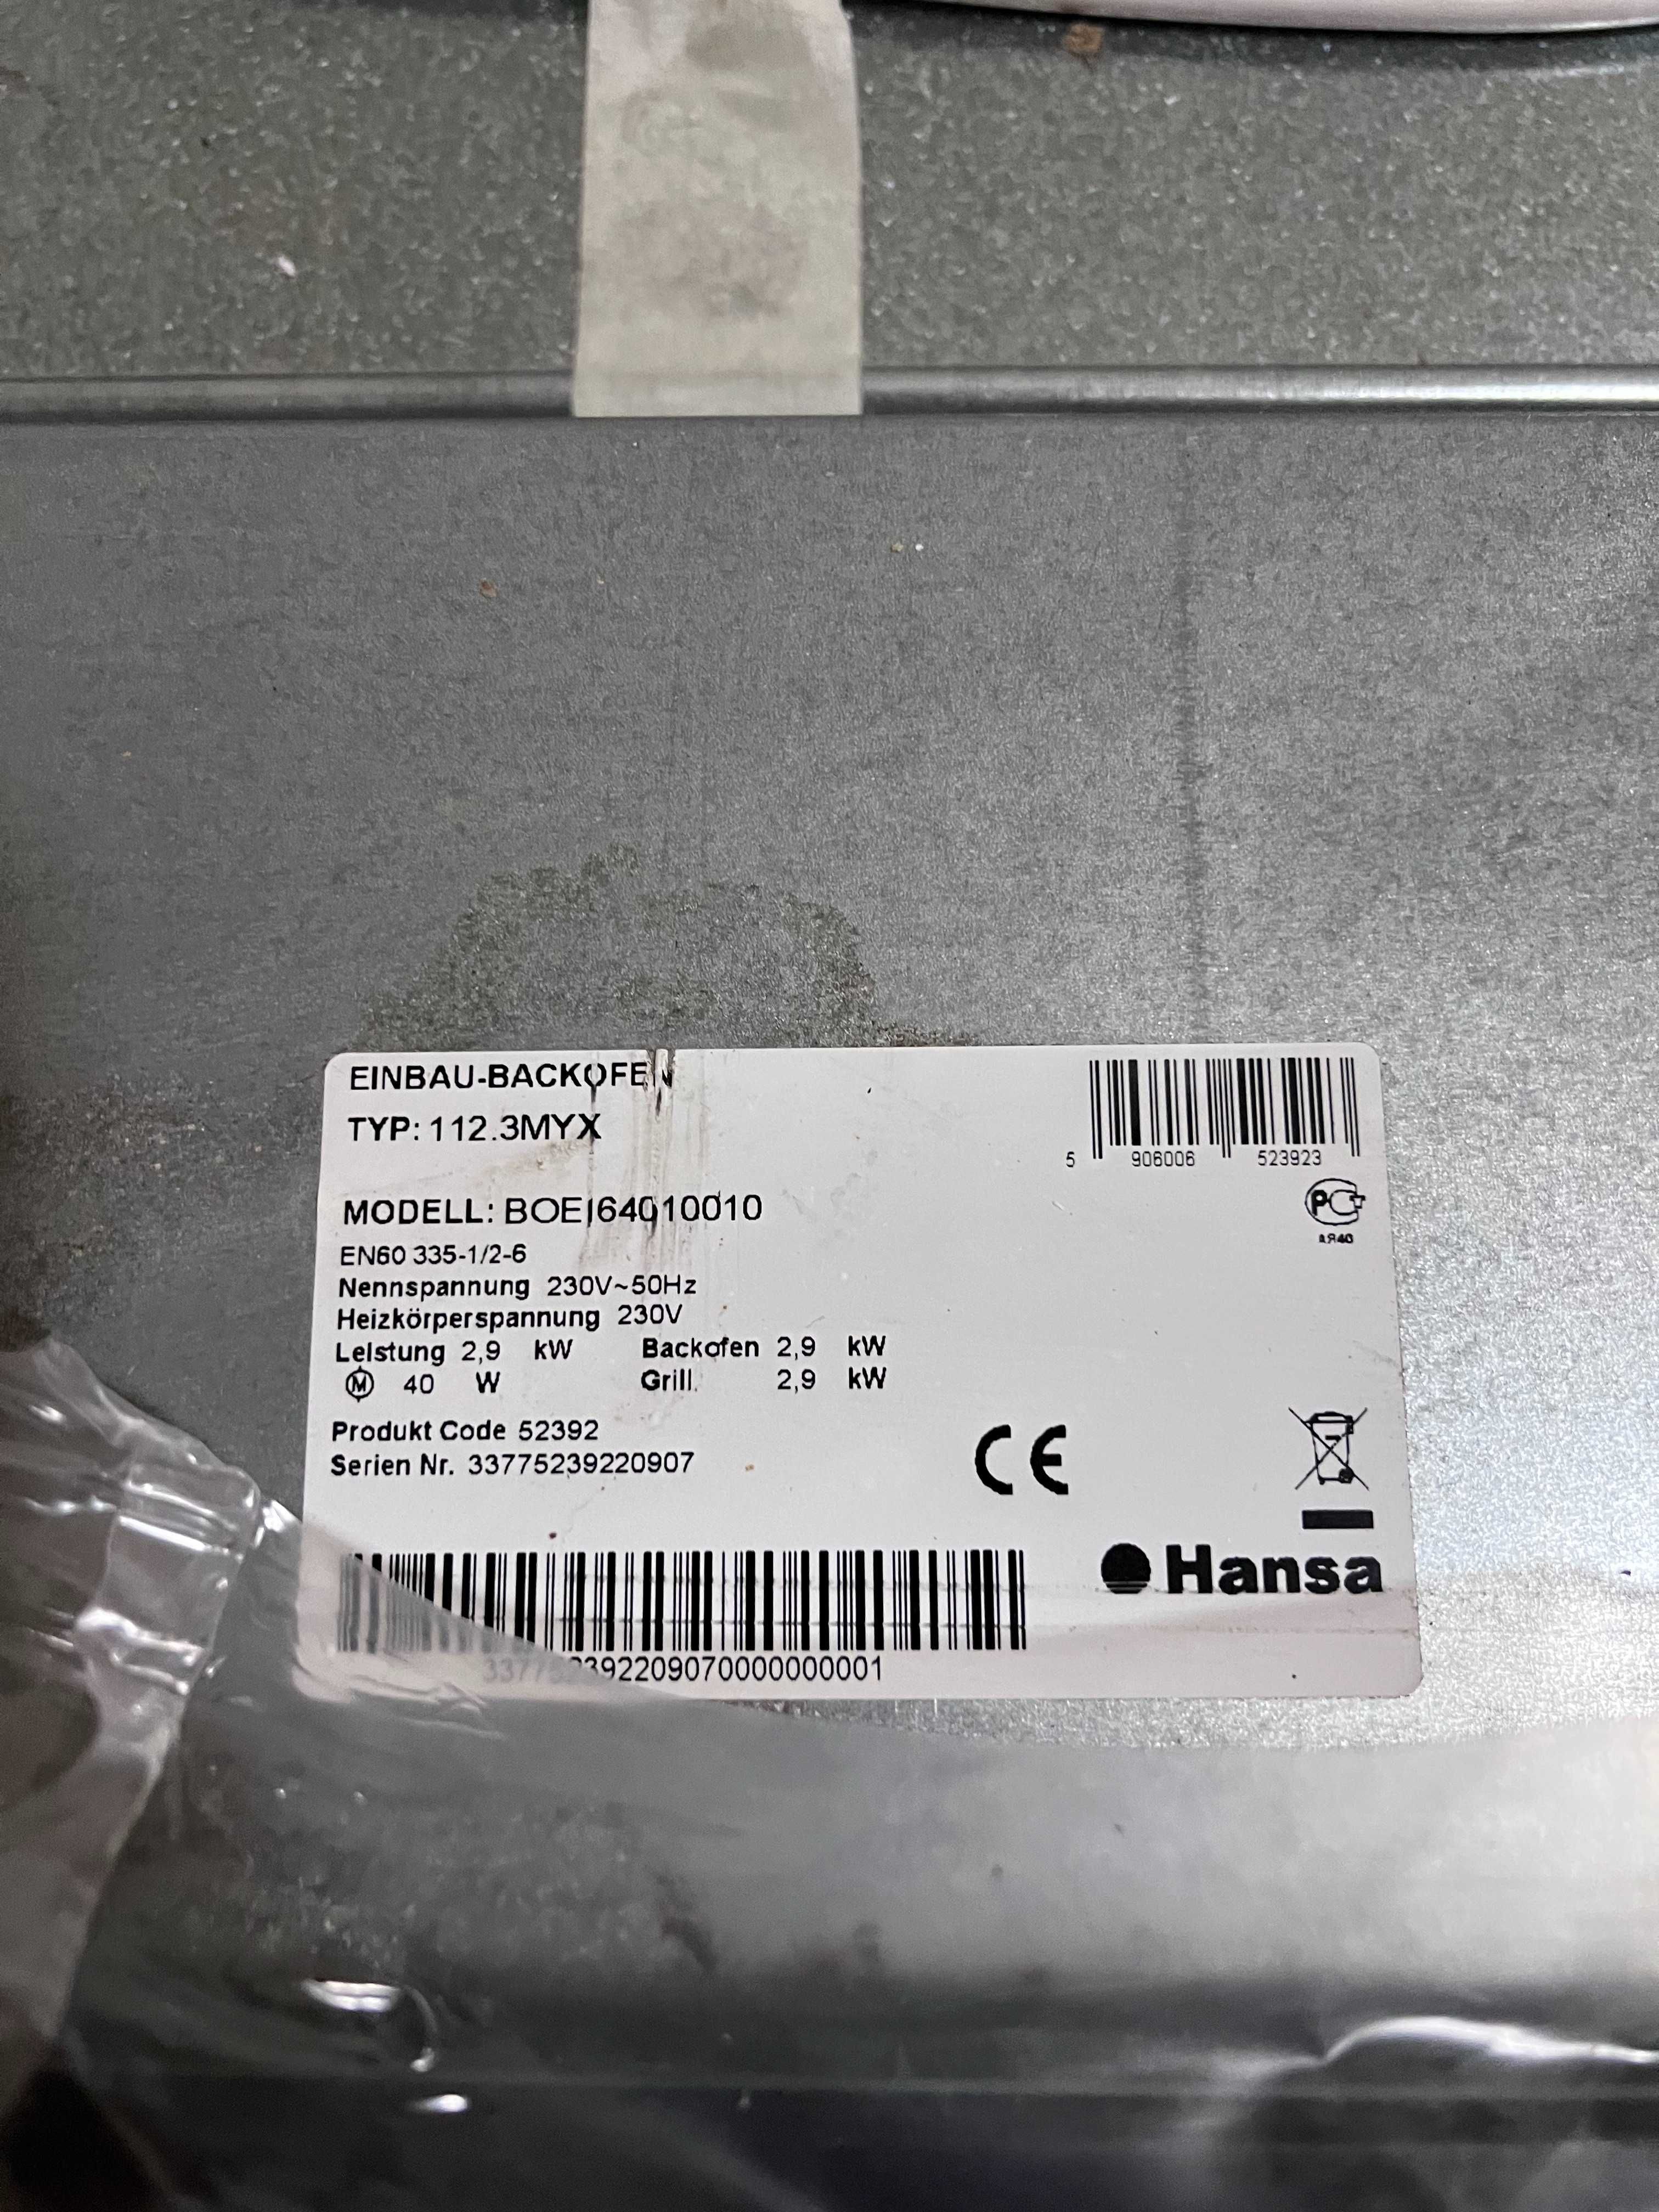 EINBAU-BACKOFEN
TYP: 112.3MYX
5 906006 523923
MODELL: BOEI64010010
EN60 335-1/2-6
Nennspannung 230V~50Hz
Heizkörperspannung 230V
Leistung 2,9 kW Backofen 2,9 kW
M 40 W Grill 2,9 kW
Produkt Code 52392
Serien Nr. 33775239220907
CE
Hansa
337752392209070000000001